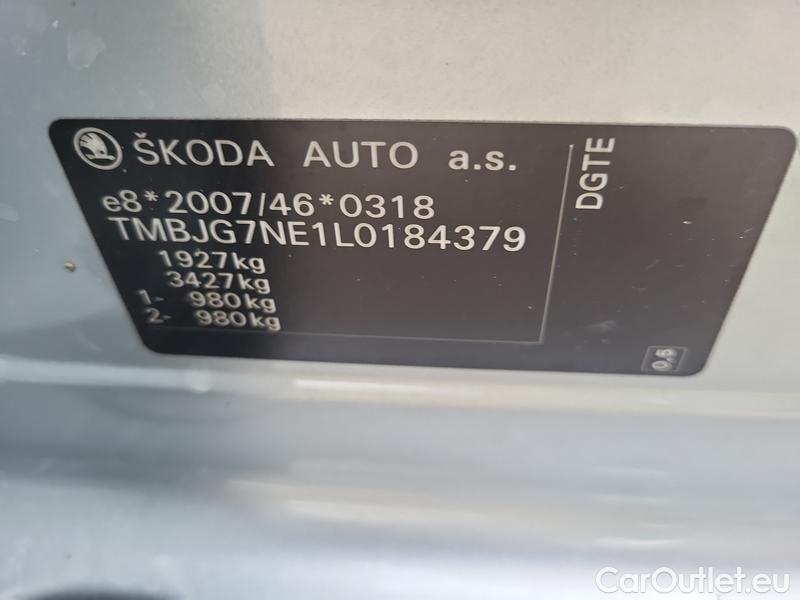 ŠKODA AUTO a.s.
e8*2007/46*0318
TMBJG7NE1L0184379
1927kg
3427kg
1- 980kg
2- 980kg
DGTE
0,5
CarOutlet.eu